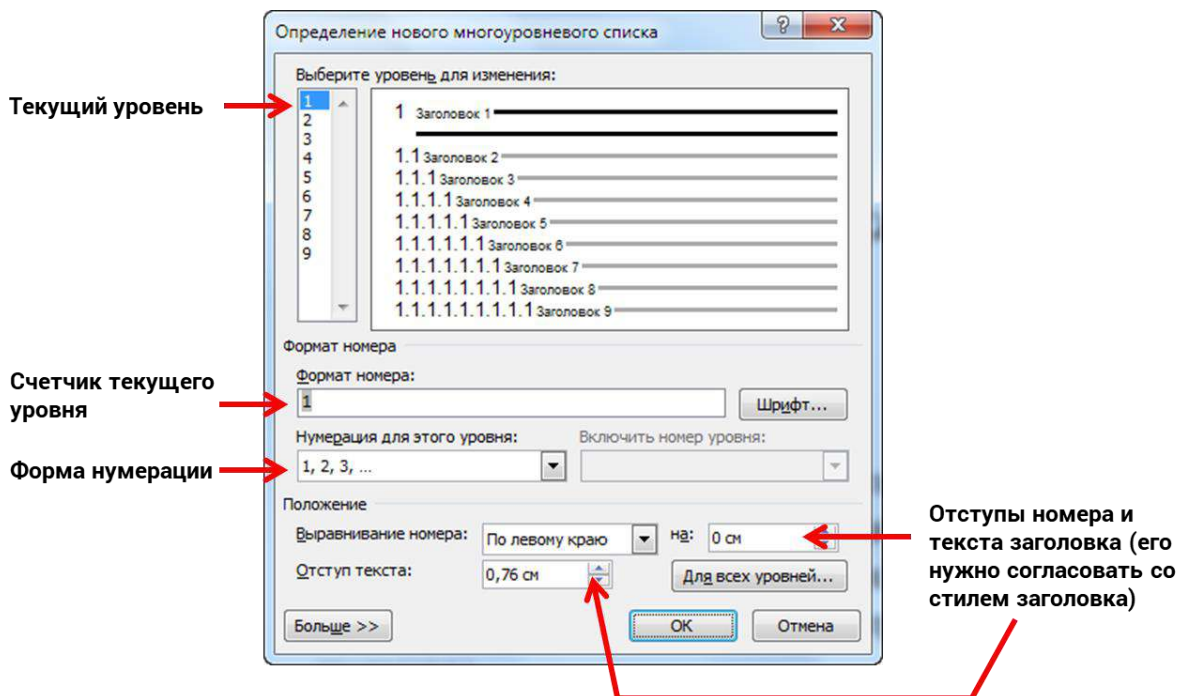 Определение нового многоуровневого списка
Выберите уровень для изменения:
Текущий уровень
1
2
3
4
5
6
7
8
9
1 Заголовок 1
1.1 Заголовок 2
1.1.1 Заголовок 3
1.1.1.1 Заголовок 4
1.1.1.1.1 Заголовок 5
1.1.1.1.1.1 Заголовок 6
1.1.1.1.1.1.1 Заголовок 7
1.1.1.1.1.1.1.1 Заголовок 8
1.1.1.1.1.1.1.1.1 Заголовок 9
Формат номера
Формат номера:
Счетчик текущего
уровня
1
Шрифт...
Нумерация для этого уровня:
Включить номер уровня:
Форма нумерации
1, 2, 3, ...
Положение
Выравнивание номера:
По левому краю
на:
0 см
Отступ текста:
0,76 см
Для всех уровней...
Отступы номера и
текста заголовка (его
нужно согласовать со
стилем заголовка)
Больше >>
ОК
Отмена